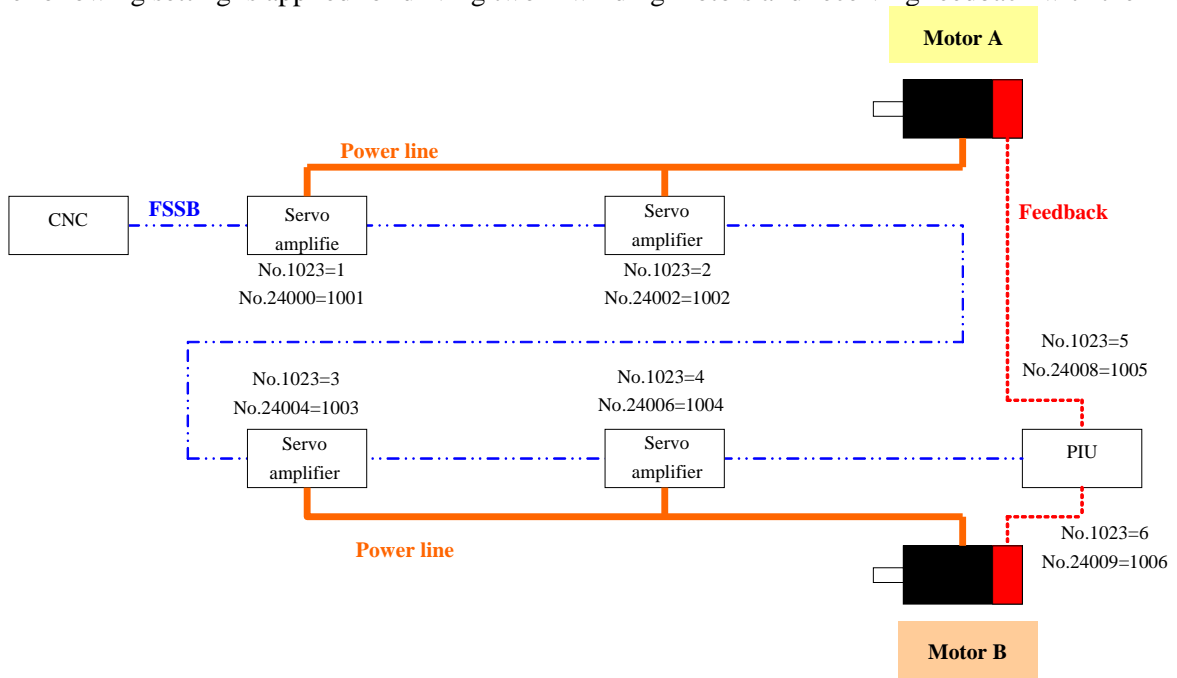 Motor A
Power line
CNC
FSSB
Servo
amplifie
Servo
amplifier
Feedback
No.1023=1
No.24000=1001
No.1023=2
No.24002=1002
No.1023=5
No.24008=1005
No.1023=3
No.24004=1003
No.1023=4
No.24006=1004
Servo
amplifier
Servo
amplifier
PIU
Power line
No.1023=6
No.24009=1006
Motor B